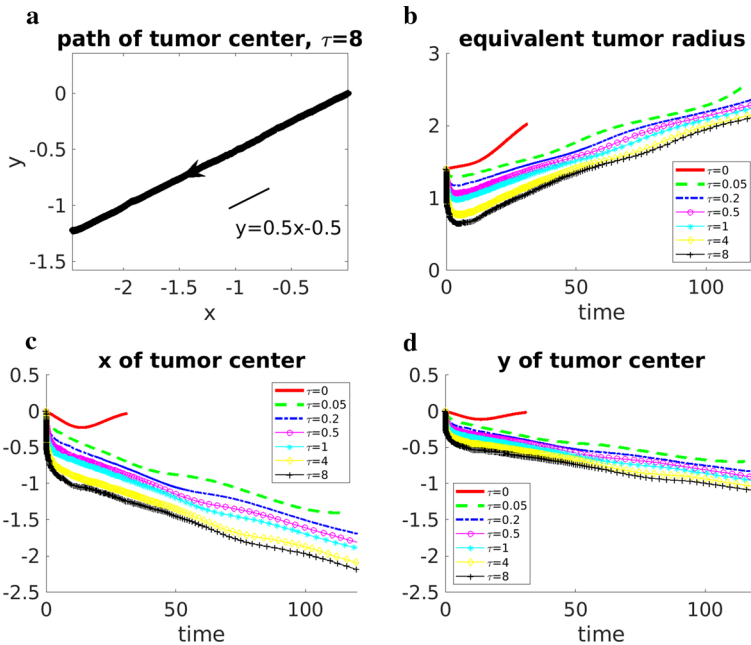 a
path of tumor center, τ=8
0
-0.5
-1
-1.5
y
-2
-1.5
-1
-0.5
x
y=0.5x-0.5
b
equivalent tumor radius
3
2
1
0
0
50
100
time
τ=0
τ=0.05
τ=0.2
τ=0.5
τ=1
τ=4
τ=8
c
x of tumor center
0.5
0
-0.5
-1
-1.5
-2
-2.5
0
50
100
time
τ=0
τ=0.05
τ=0.2
τ=0.5
τ=1
τ=4
τ=8
d
y of tumor center
0.5
0
-0.5
-1
-1.5
-2
-2.5
0
50
100
time
τ=0
τ=0.05
τ=0.2
τ=0.5
τ=1
τ=4
τ=8